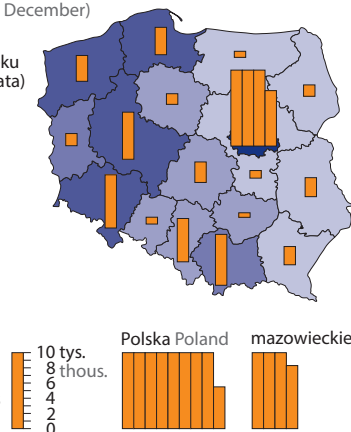 December)
ku
ata)
Polska Poland
mazowieckie
10 tys.
8 thous.
6
4
2
0